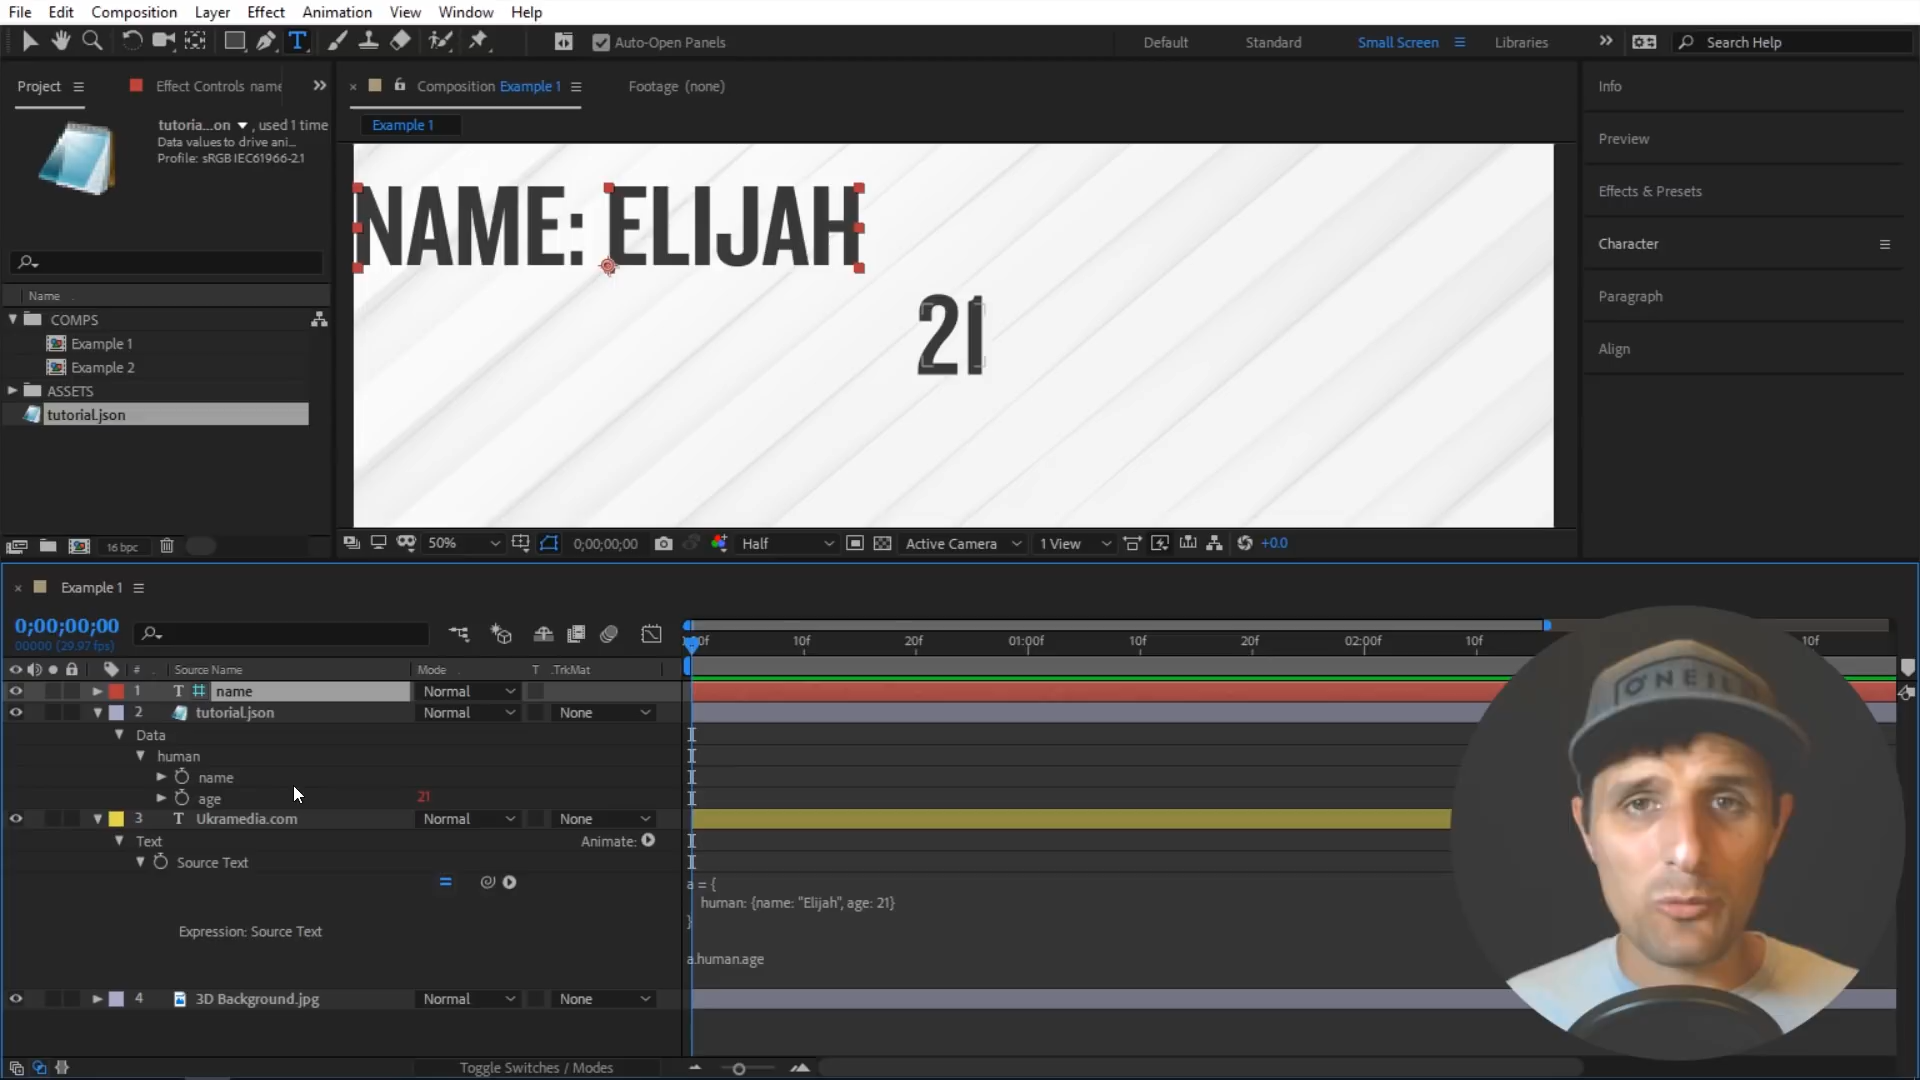 File Edit Composition Layer Effect Animation View Window Help
Auto-Open Panels Default Standard Small Screen Libraries Search Help
Project Effect Controls name
Composition Example 1 Footage (none)
Example 1
tutoria...on , used 1 time
Data values to drive ani...
Profile: sRGB IEC61966-2.1
Name
COMPS
Example 1
Example 2
ASSETS
tutorial.json
16 bpc
NAME: ELIJAH
21
50% 0;00;00;00 Half Active Camera 1 View +0.0
Info
Preview
Effects & Presets
Character
Paragraph
Align
Example 1
0;00;00;00
00000 (29.97 fps)
:00f 10f 20f 01:00f 10f 20f 02:00f 10f 10f
# Source Name Mode T .TrkMat
1 T name Normal
2 tutorial.json Normal None
Data
human
name
age 21
3 T Ukramedia.com Normal None
Text Animate:
Source Text
a = {
human: {name: "Elijah", age: 21}
}
Expression: Source Text
a.human.age
4 3D Background.jpg Normal None
Toggle Switches / Modes
O'NEILL